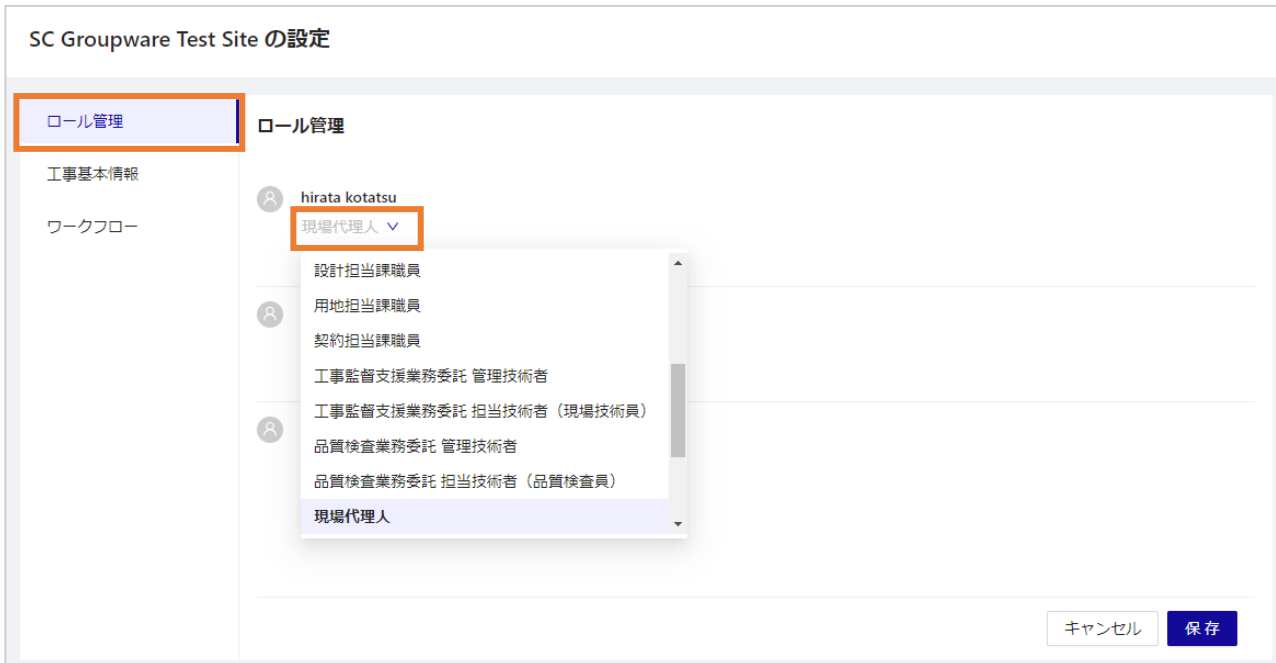 SC Groupware Test Site の設定
ロール管理
工事基本情報
ワークフロー
ロール管理
hirata kotatsu
現場代理人
設計担当課職員
用地担当課職員
契約担当課職員
工事監督支援業務委託 管理技術者
工事監督支援業務委託 担当技術者（現場技術員）
品質検査業務委託 管理技術者
品質検査業務委託 担当技術者（品質検査員）
現場代理人
キャンセル
保存